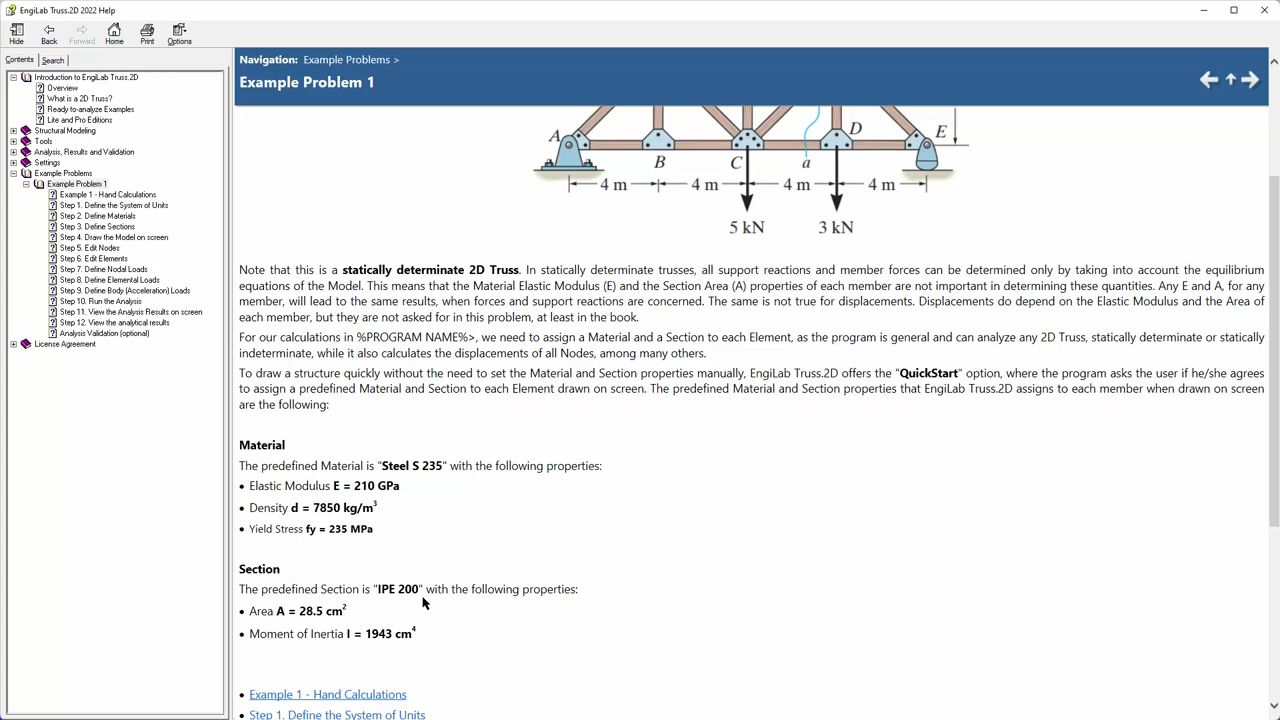 EngiLab Truss.2D 2022 Help
Hide Back Forward Home Print Options
Contents Search
Introduction to EngiLab Truss.2D
Overview
What is a 2D Truss?
Ready-to-analyze Examples
Lite and Pro Editions
Structural Modeling
Tools
Analysis, Results and Validation
Settings
Example Problems
Example Problem 1
Example 1 - Hand Calculations
Step 1. Define the System of Units
Step 2. Define Materials
Step 3. Define Sections
Step 4. Draw the Model on screen
Step 5. Edit Nodes
Step 6. Edit Elements
Step 7. Define Nodal Loads
Step 8. Define Elemental Loads
Step 9. Define Body (Acceleration) Loads
Step 10. Run the Analysis
Step 11. View the Analysis Results on screen
Step 12. View the analytical results
Analysis Validation (optional)
License Agreement
Navigation: Example Problems >
Example Problem 1
A B C a D E
4 m 4 m 4 m 4 m
5 kN 3 kN
Note that this is a statically determinate 2D Truss. In statically determinate trusses, all support reactions and member forces can be determined only by taking into account the equilibrium
equations of the Model. This means that the Material Elastic Modulus (E) and the Section Area (A) properties of each member are not important in determining these quantities. Any E and A, for any
member, will lead to the same results, when forces and support reactions are concerned. The same is not true for displacements. Displacements do depend on the Elastic Modulus and the Area of
each member, but they are not asked for in this problem, at least in the book.
For our calculations in %PROGRAM NAME%>, we need to assign a Material and a Section to each Element, as the program is general and can analyze any 2D Truss, statically determinate or statically
indeterminate, while it also calculates the displacements of all Nodes, among many others.
To draw a structure quickly without the need to set the Material and Section properties manually, EngiLab Truss.2D offers the "QuickStart" option, where the program asks the user if he/she agrees
to assign a predefined Material and Section to each Element drawn on screen. The predefined Material and Section properties that EngiLab Truss.2D assigns to each member when drawn on screen
are the following:
Material
The predefined Material is "Steel S 235" with the following properties:
• Elastic Modulus E = 210 GPa
• Density d = 7850 kg/m³
• Yield Stress fy = 235 MPa
Section
The predefined Section is "IPE 200" with the following properties:
• Area A = 28.5 cm²
• Moment of Inertia I = 1943 cm⁴
• Example 1 - Hand Calculations
• Step 1. Define the System of Units